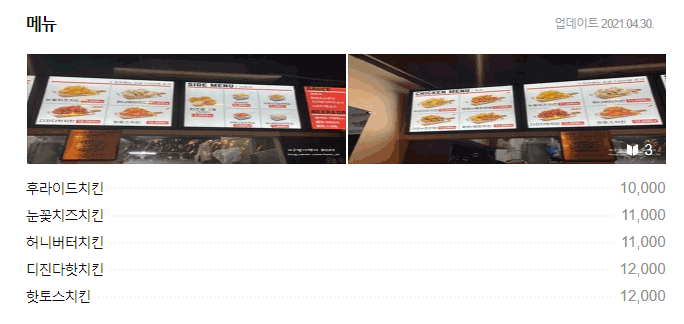 메뉴
업데이트 2021.04.30.
SIDE MENU
CHICKEN MENU
3
후라이드치킨 10,000
눈꽃치즈치킨 11,000
허니버터치킨 11,000
디진다핫치킨 12,000
핫토스치킨 12,000